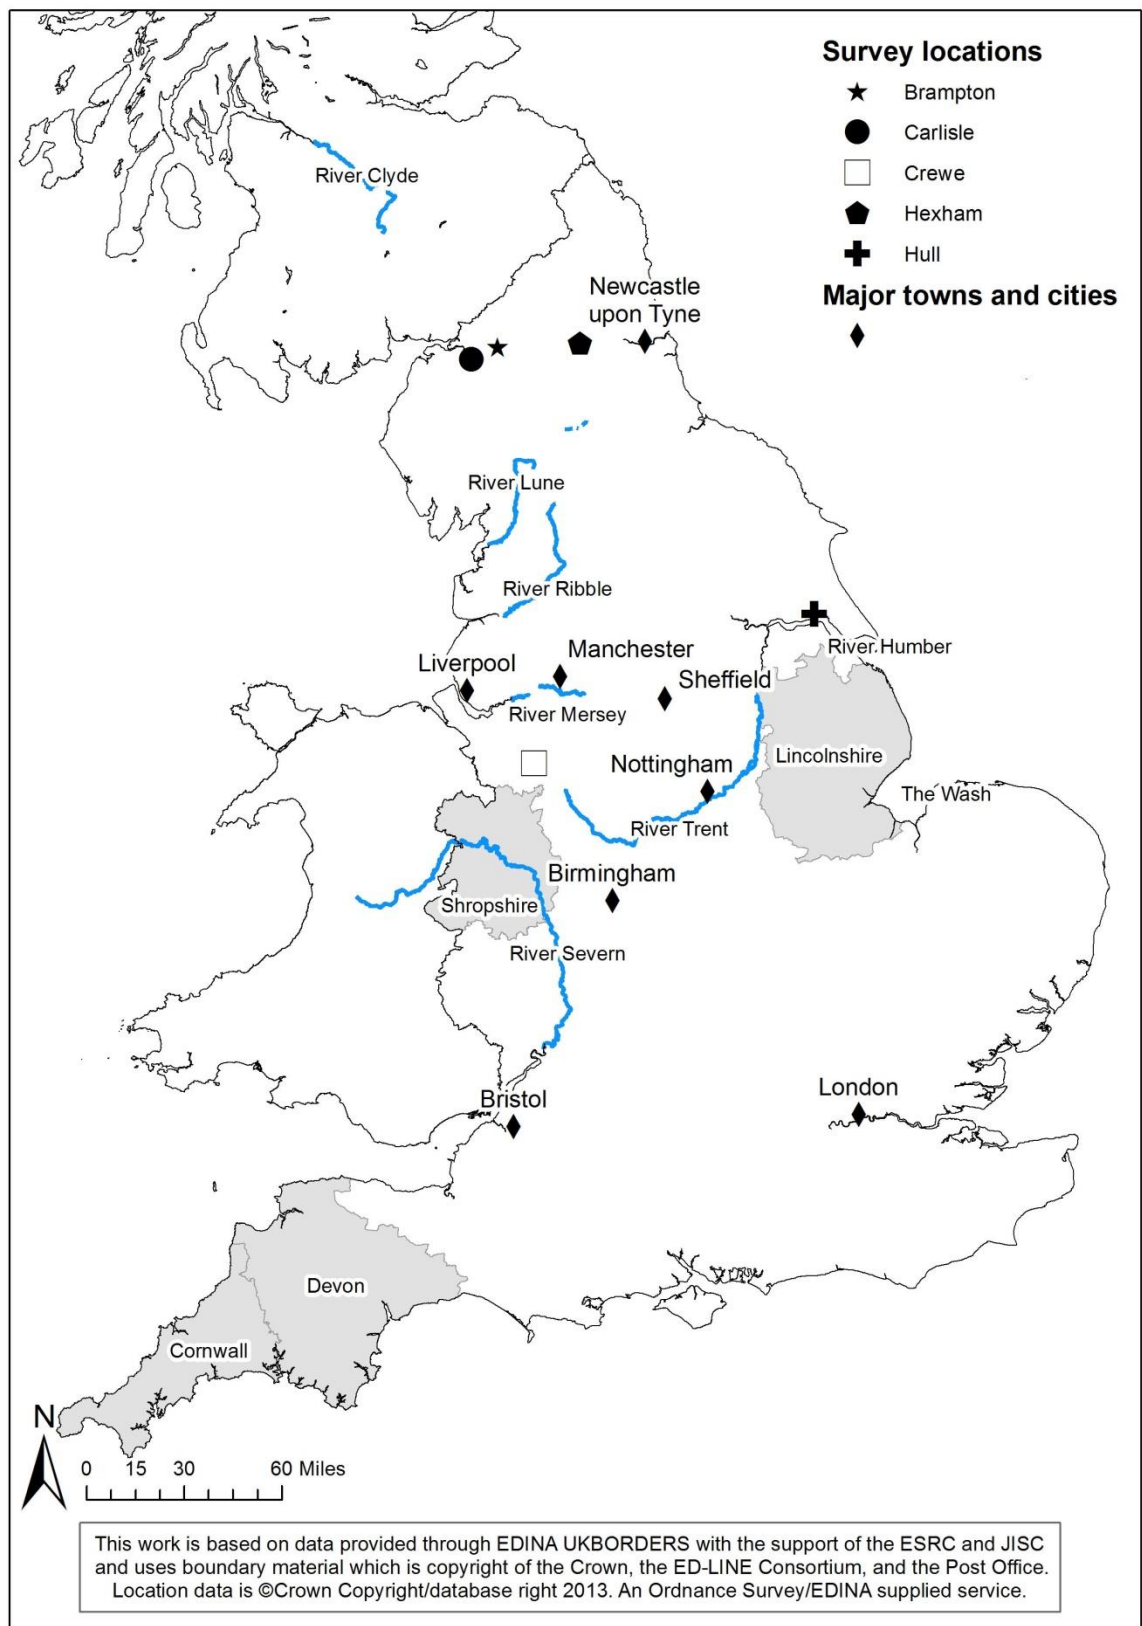 Survey locations
Brampton
Carlisle
Crewe
Hexham
Hull
Major towns and cities
River Clyde
Newcastle
upon Tyne
River Lune
River Ribble
River Humber
Manchester
Liverpool
Sheffield
River Mersey
Lincolnshire
Nottingham
The Wash
River Trent
Birmingham
Shropshire
River Severn
London
Bristol
Devon
Cornwall
N
0 15 30 60 Miles
This work is based on data provided through EDINA UKBORDERS with the support of the ESRC and JISC
and uses boundary material which is copyright of the Crown, the ED-LINE Consortium, and the Post Office.
Location data is ©Crown Copyright/database right 2013. An Ordnance Survey/EDINA supplied service.